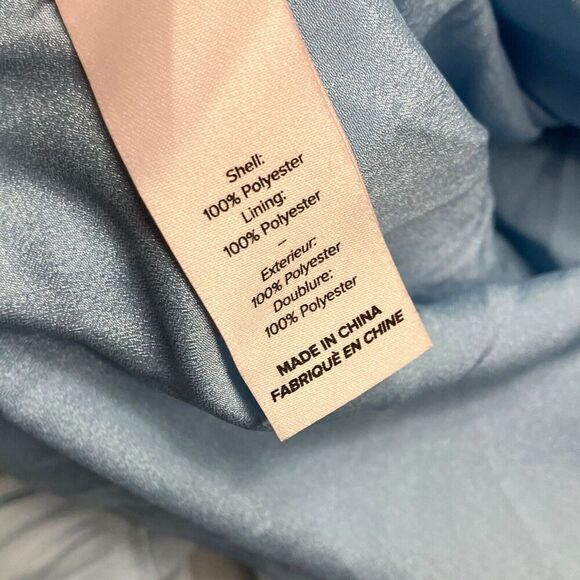 Shell:
100% Polyester
Lining:
100% Polyester
–
Exterieur:
100% Polyester
Doublure:
100% Polyester
MADE IN CHINA
FABRIQUÈ EN CHINE